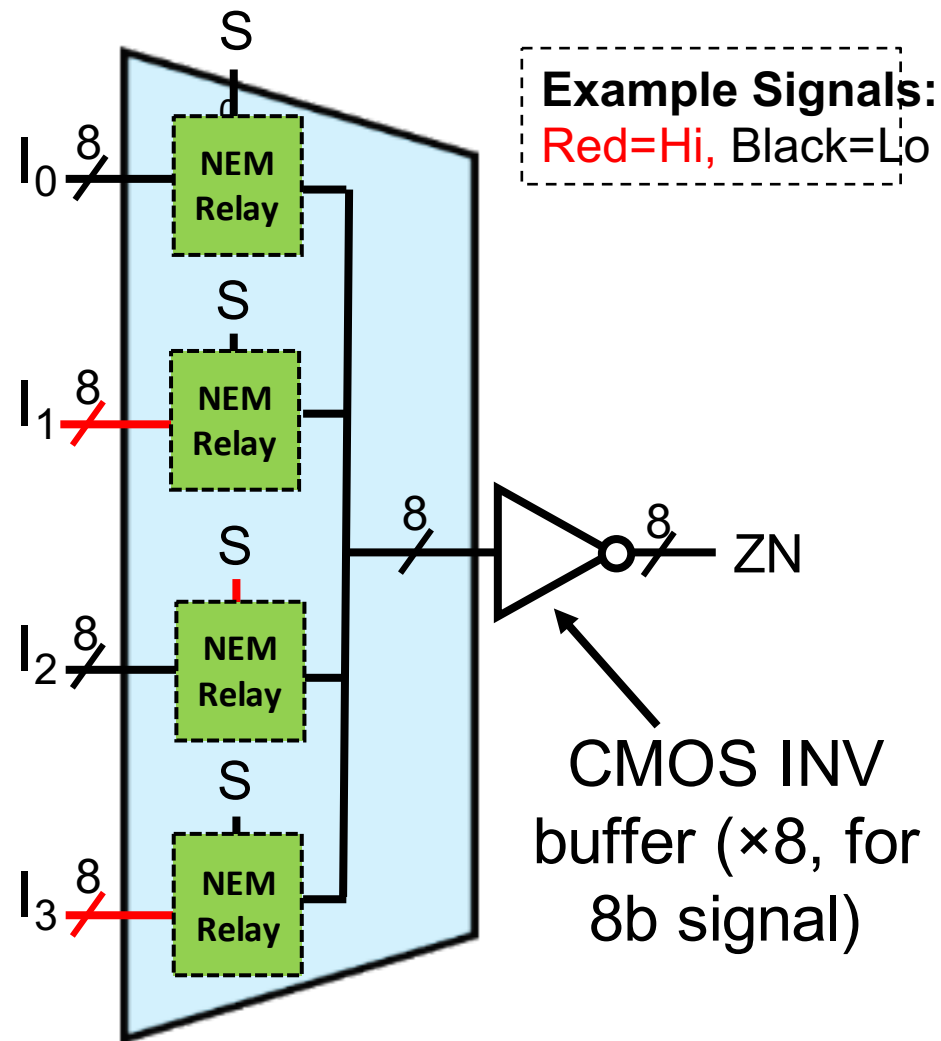 S
Example Signals:
Red=Hi, Black=Lo
I0
8
NEM
Relay
S
I1
8
NEM
Relay
8
8
ZN
S
I2
8
NEM
Relay
CMOS INV
buffer (×8, for
8b signal)
S
I3
8
NEM
Relay